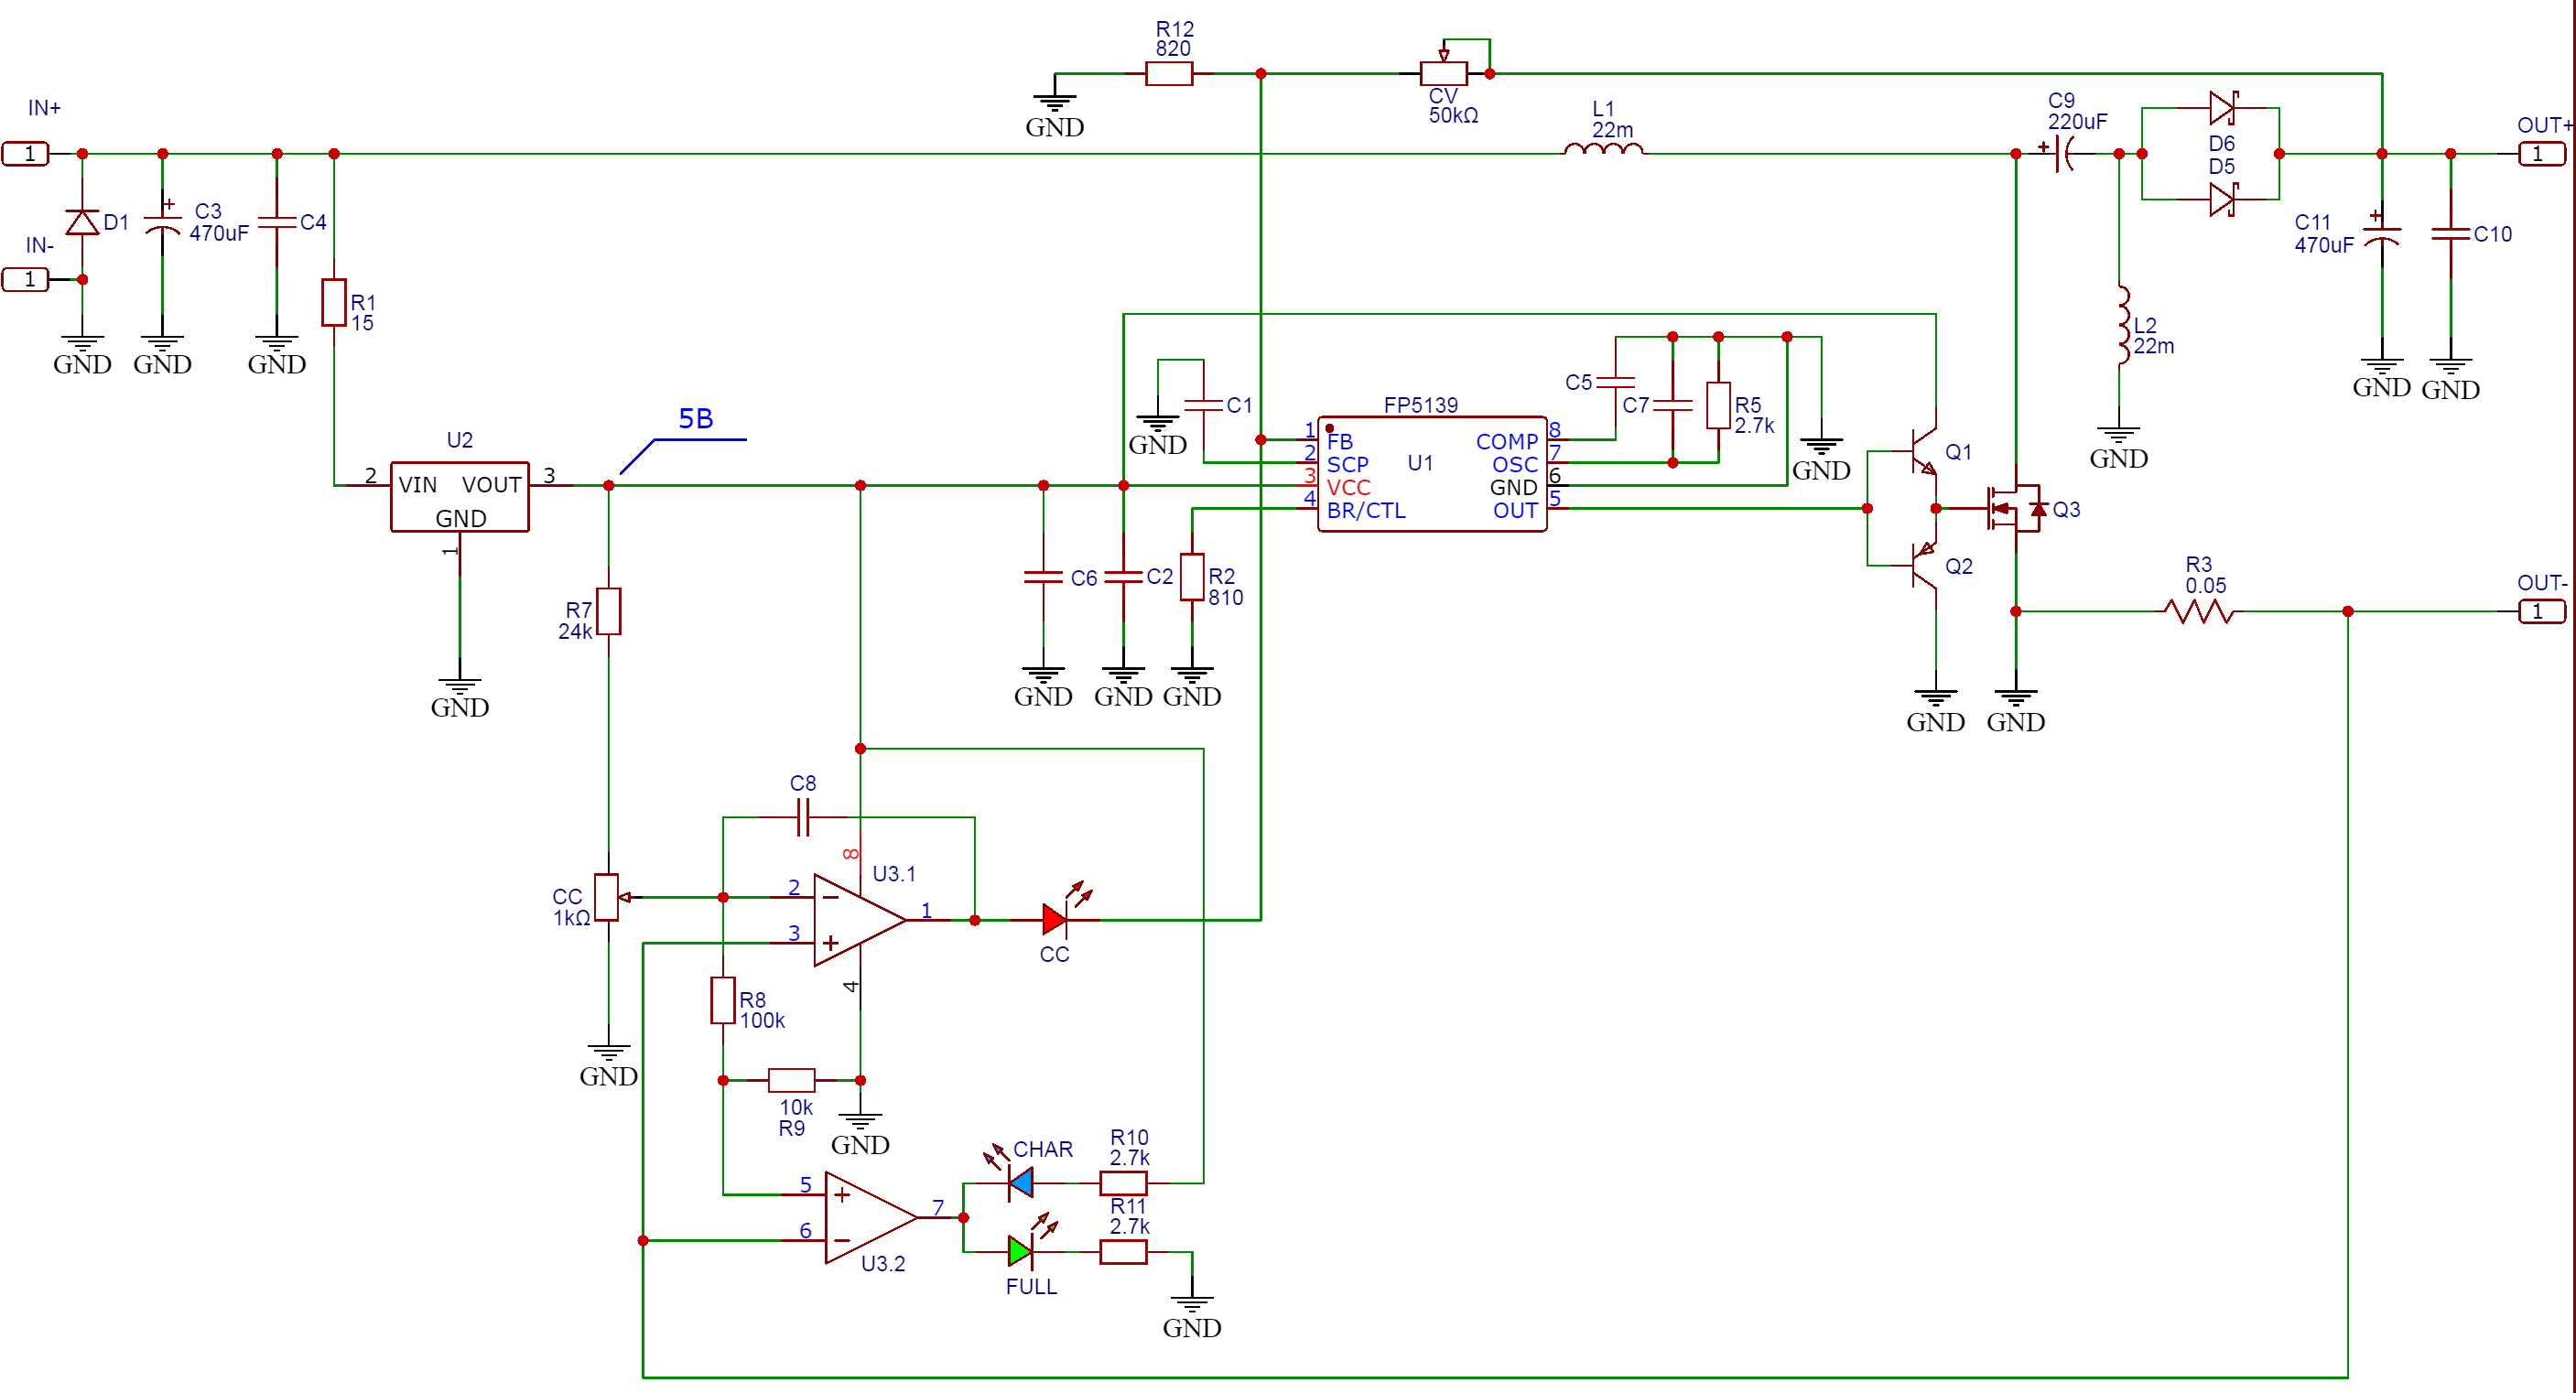 R12
820
GND
CV
50kΩ
L1
22m
C9
220uF
D6
D5
OUT+
1
IN+
1
IN-
1
D1
GND
C3
470uF
GND
C4
GND
R1
15
C11
470uF
C10
GND
GND
L2
22m
GND
5B
U2
2
VIN
VOUT
3
GND
1
GND
C1
GND
FP5139
U1
1
FB
2
SCP
3
VCC
4
BR/CTL
COMP
8
OSC
7
GND
6
OUT
5
C5
C7
R5
2.7k
GND
Q1
Q2
Q3
GND
GND
R3
0.05
OUT-
1
R7
24k
C6
C2
R2
810
GND
GND
GND
C8
8
U3.1
CC
1kΩ
2
3
1
4
CC
GND
R8
100k
10k
R9
GND
CHAR
R10
2.7k
5
6
7
U3.2
R11
2.7k
FULL
GND